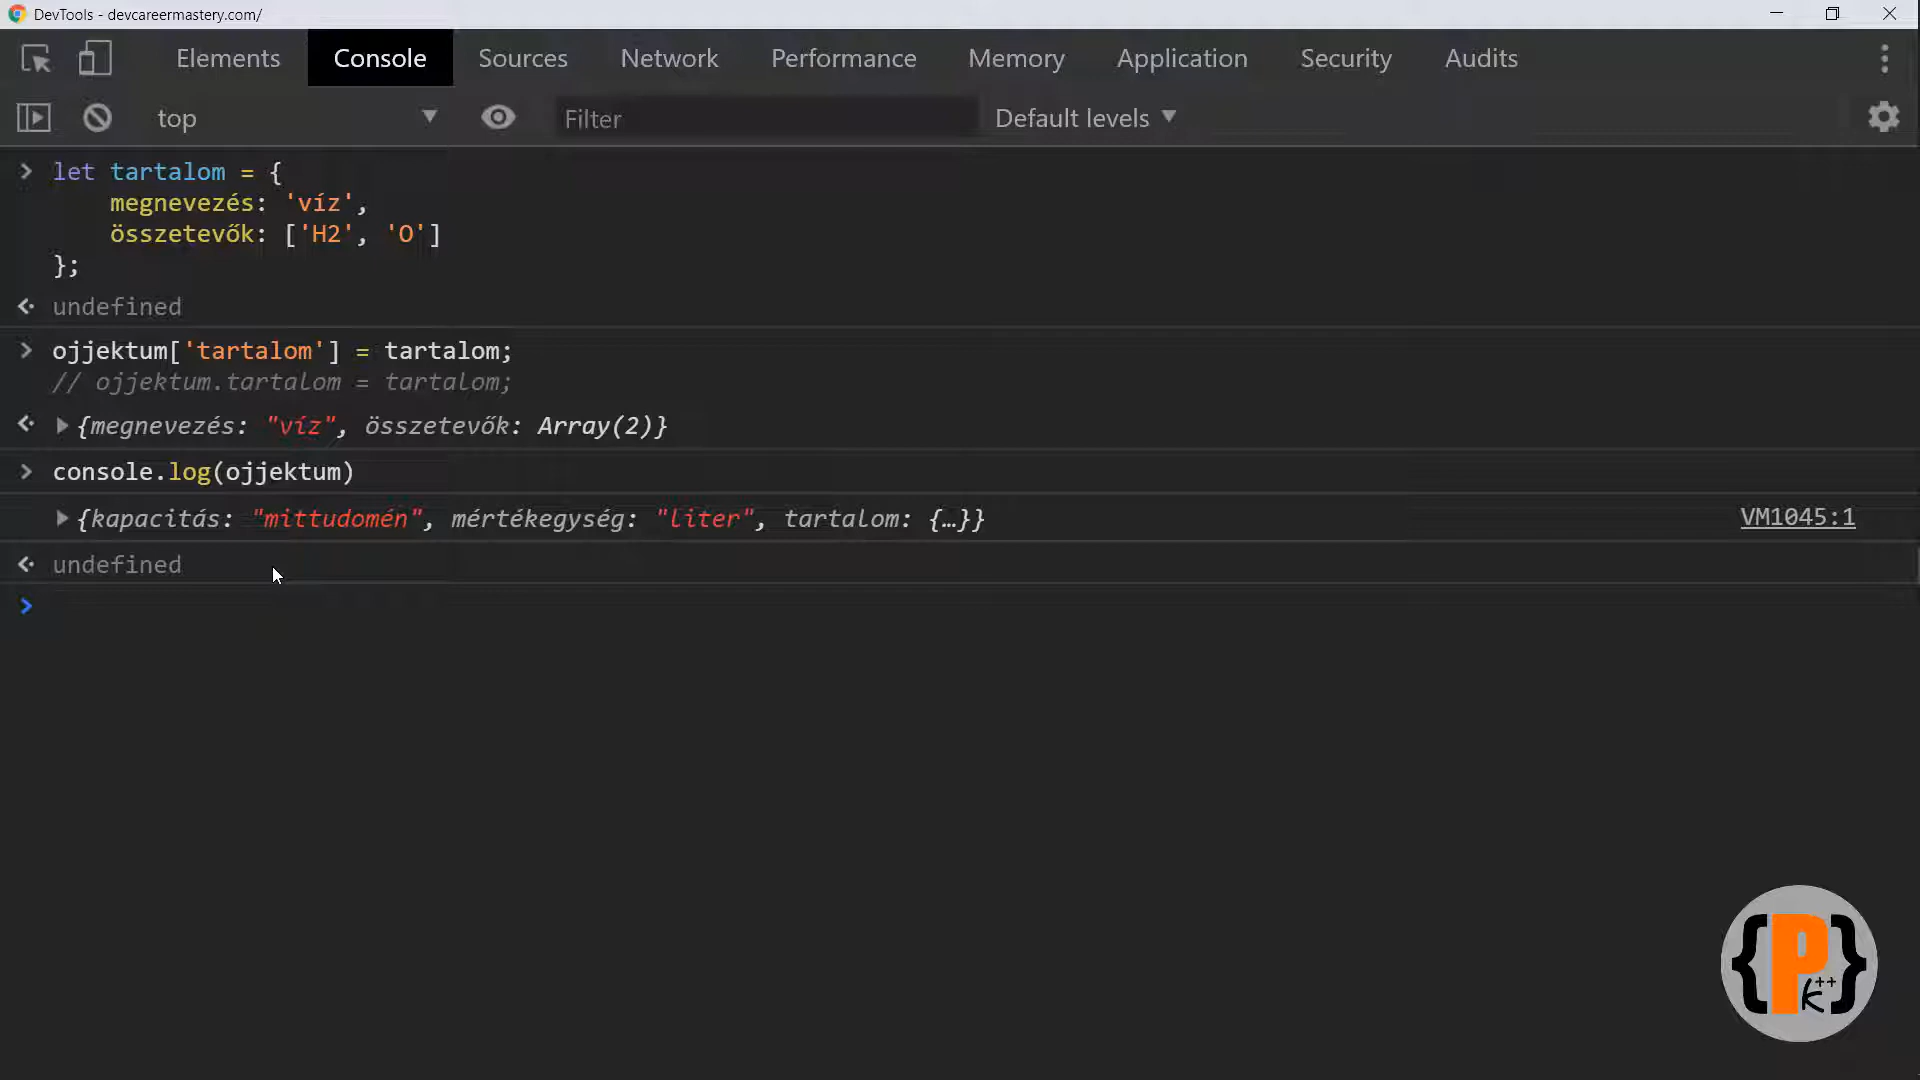 DevTools - devcareermastery.com/
Elements Console Sources Network Performance Memory Application Security Audits
top Filter Default levels
let tartalom = {
megnevezés: 'víz',
összetevők: ['H2', 'O']
};
undefined
ojjektum['tartalom'] = tartalom;
// ojjektum.tartalom = tartalom;
{megnevezés: "víz", összetevők: Array(2)}
console.log(ojjektum)
{kapacitás: "mittudomén", mértékegység: "liter", tartalom: {…}} VM1045:1
undefined
{Pk++}